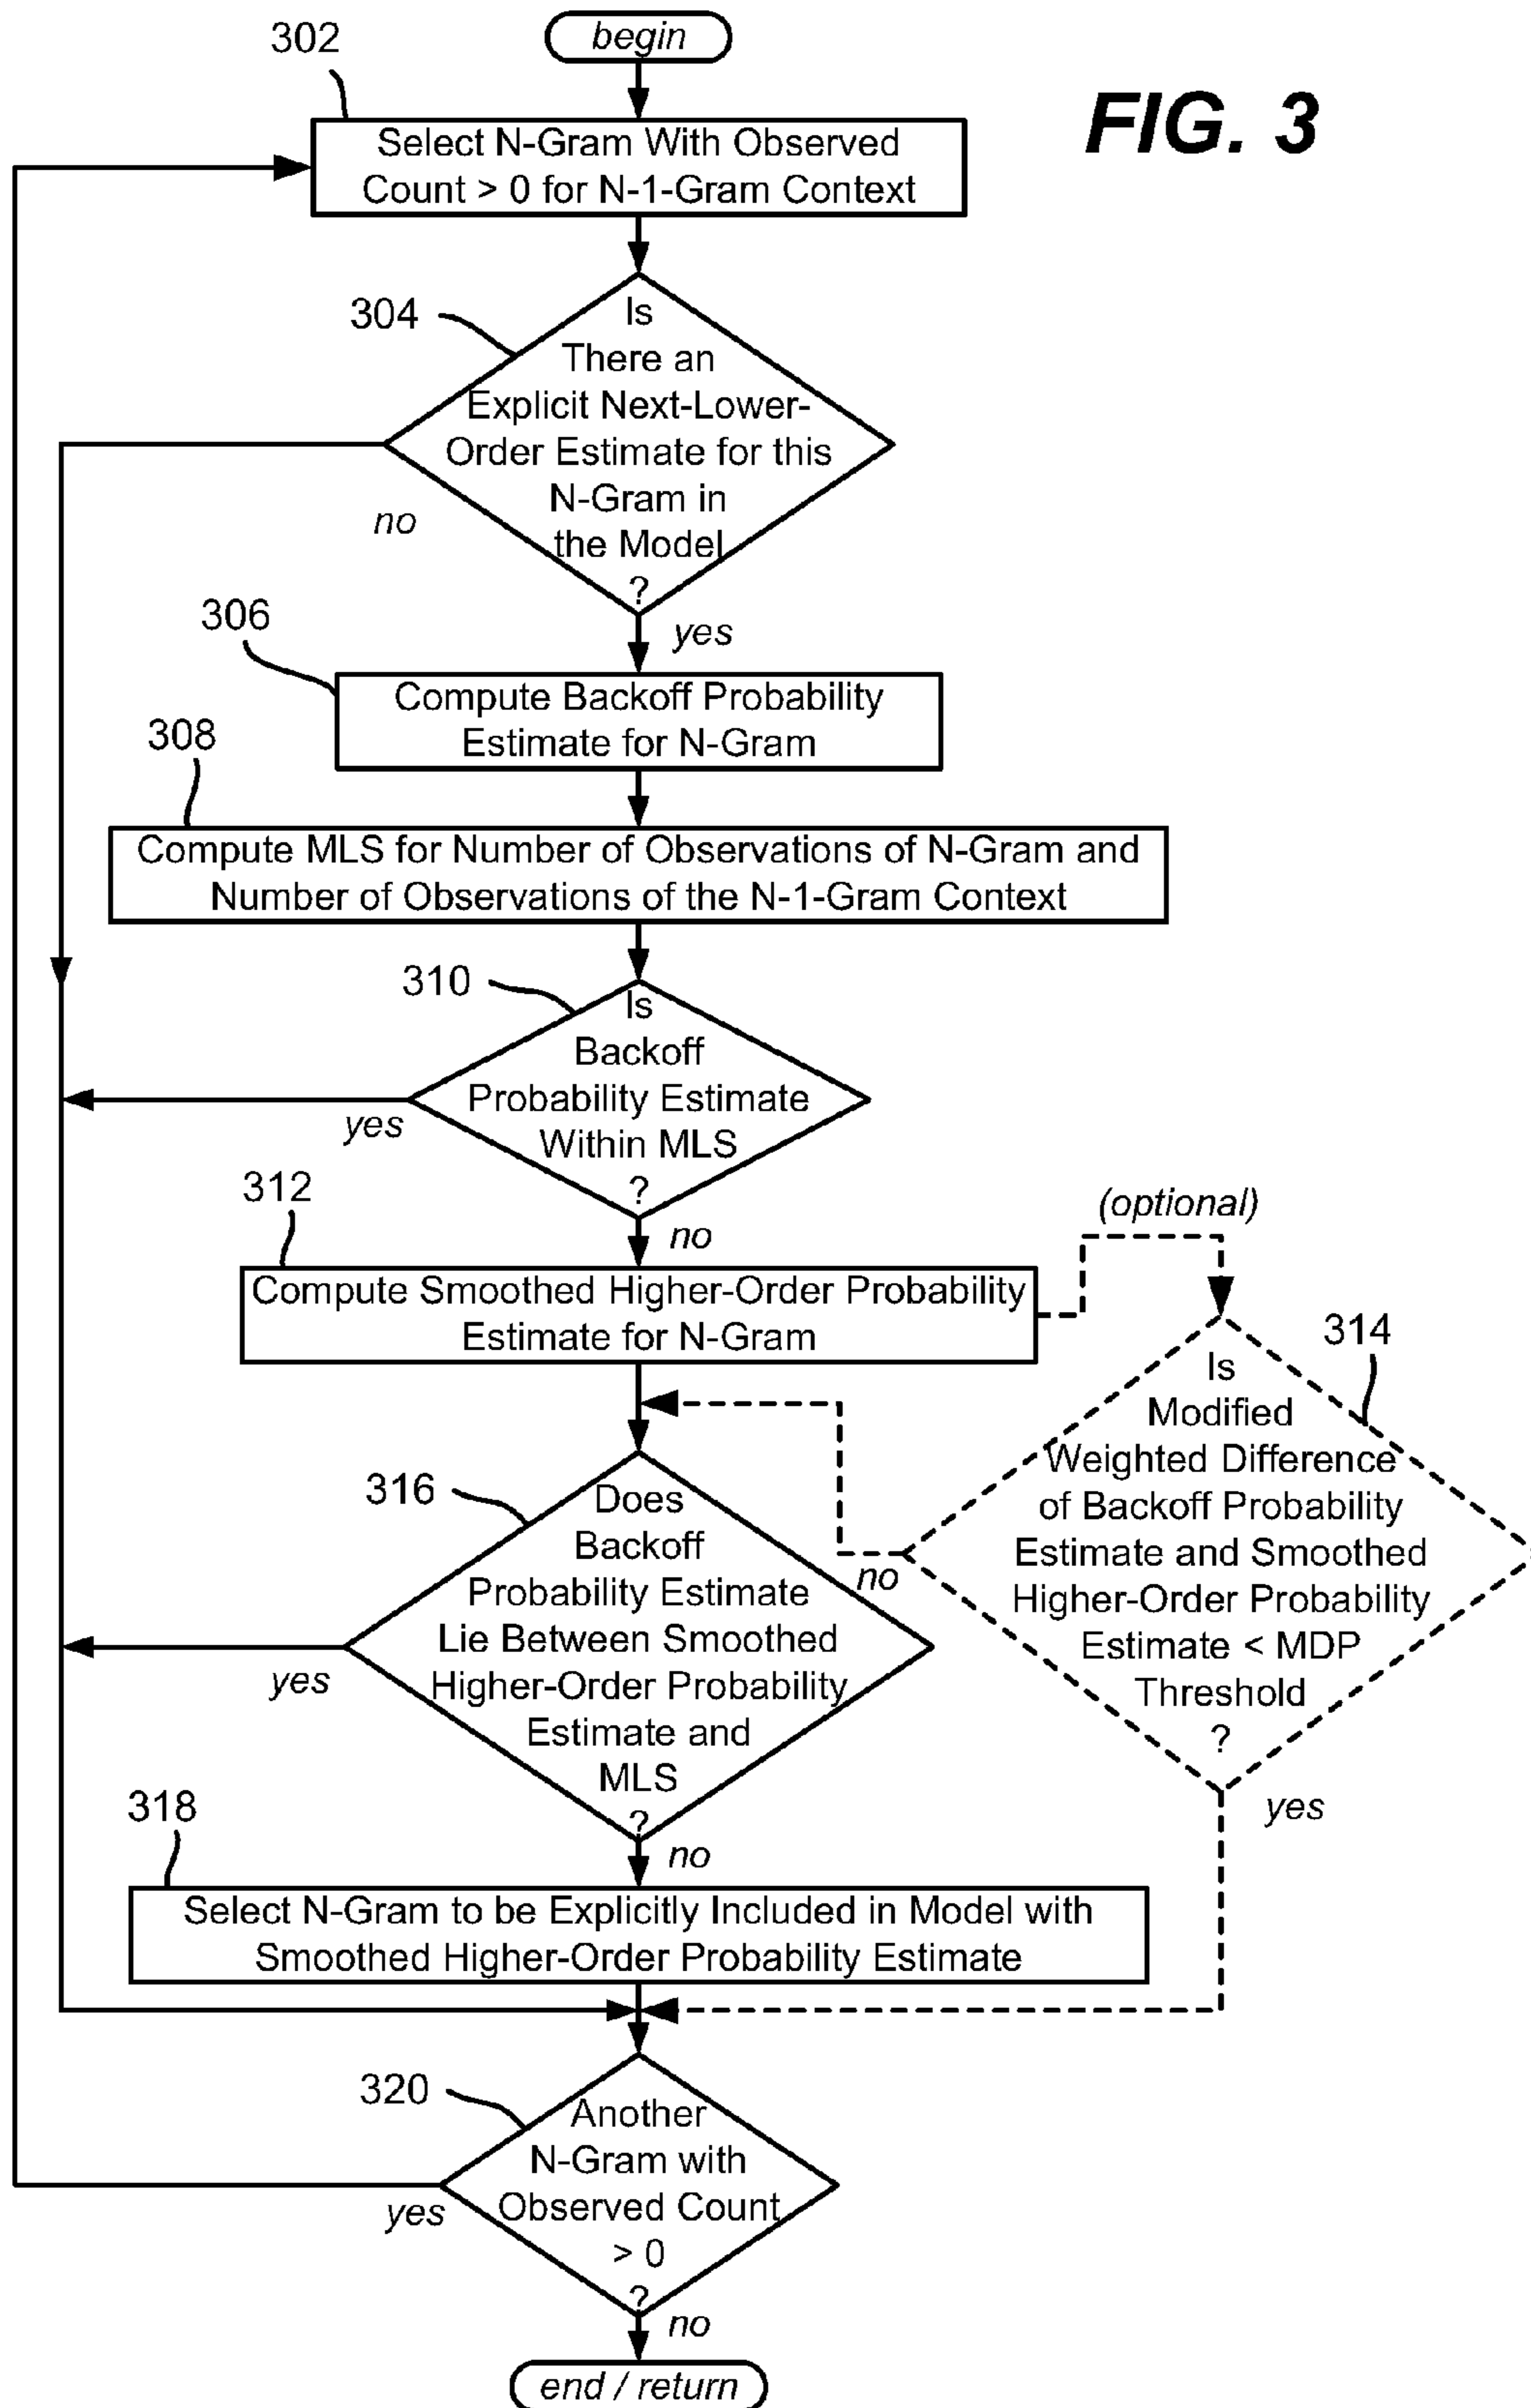 begin
FIG. 3
302
Select N-Gram With Observed
Count > 0 for N-1-Gram Context
304
Is
There an
Explicit Next-Lower-
Order Estimate for this
N-Gram in
the Model
?
no
yes
306
Compute Backoff Probability
Estimate for N-Gram
308
Compute MLS for Number of Observations of N-Gram and
Number of Observations of the N-1-Gram Context
310
Is
Backoff
Probability Estimate
Within MLS
?
yes
no
312
Compute Smoothed Higher-Order Probability
Estimate for N-Gram
(optional)
314
Is
Modified
Weighted Difference
of Backoff Probability
Estimate and Smoothed
Higher-Order Probability
Estimate < MDP
Threshold
?
no
yes
316
Does
Backoff
Probability Estimate
Lie Between Smoothed
Higher-Order Probability
Estimate and
MLS
?
yes
no
318
Select N-Gram to be Explicitly Included in Model with
Smoothed Higher-Order Probability Estimate
320
Another
N-Gram with
Observed Count
> 0
?
yes
no
end / return